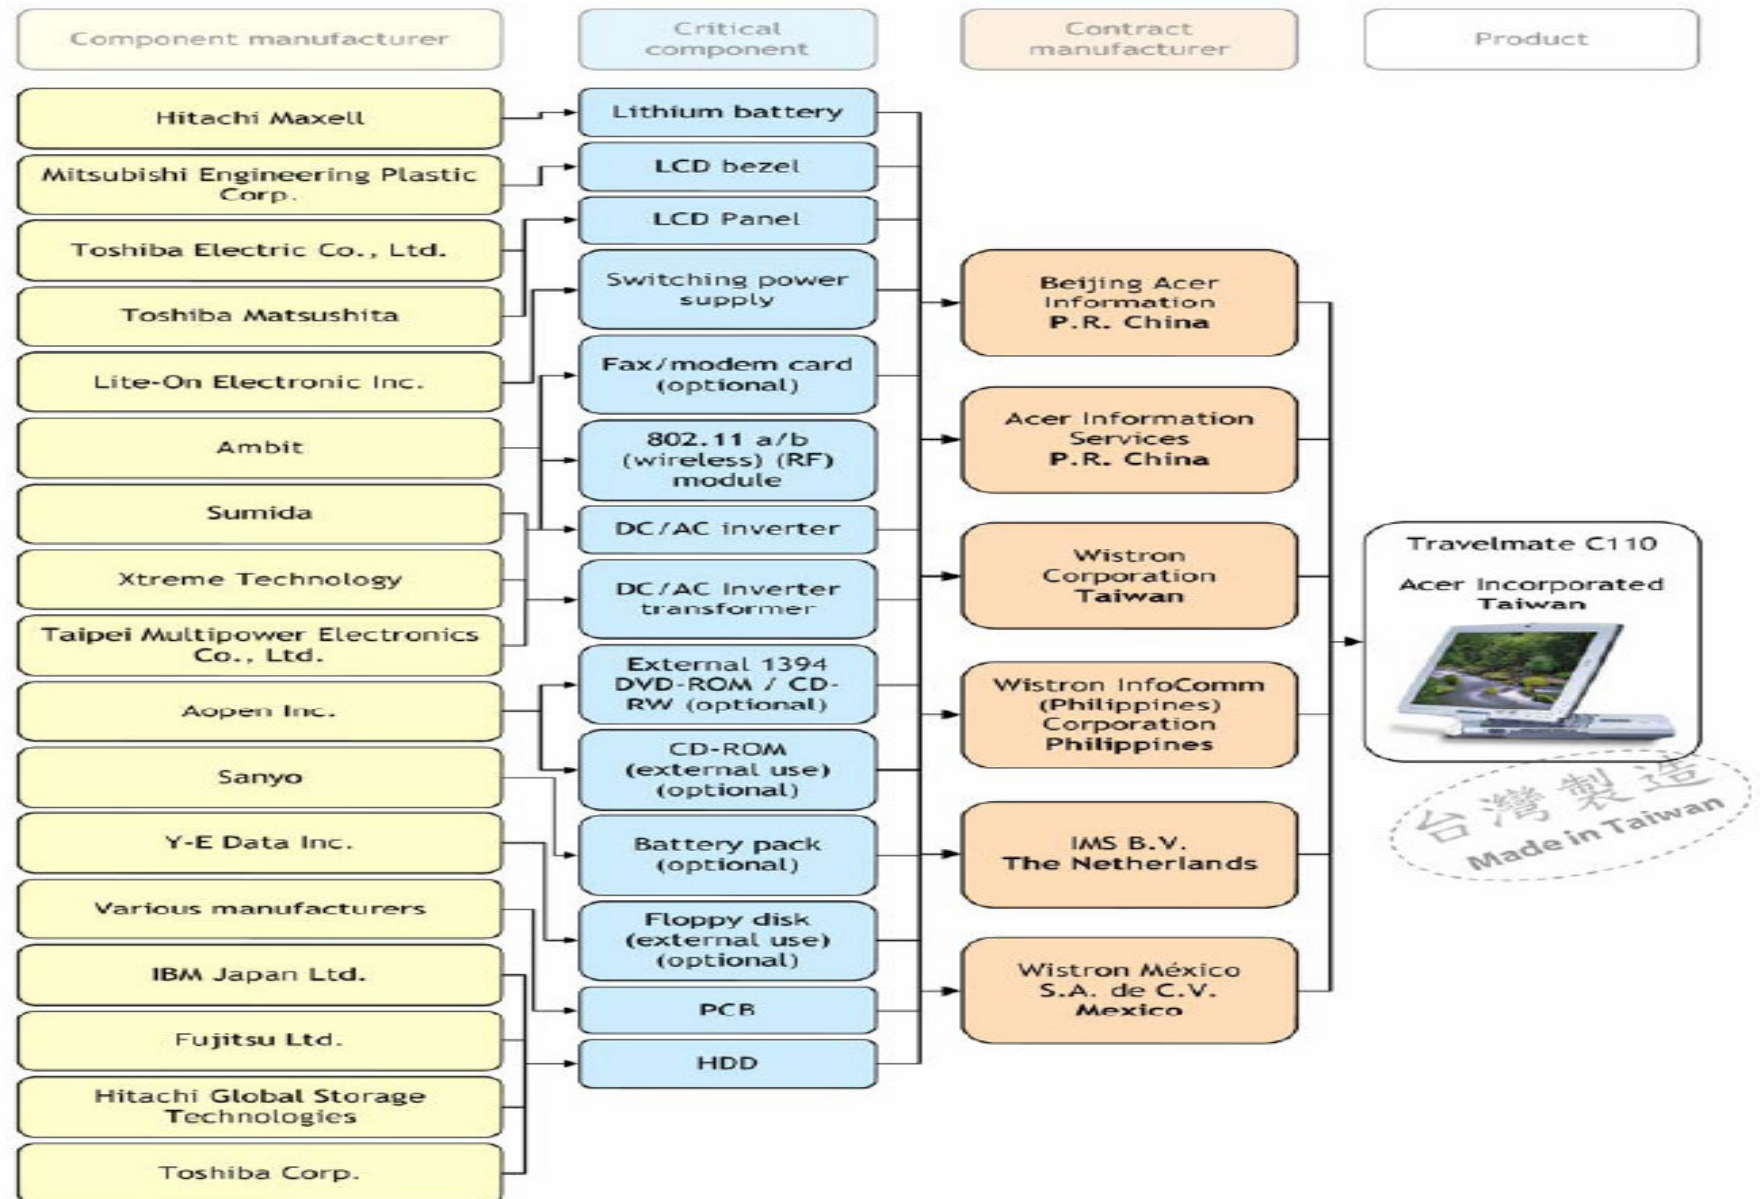 Component manufacturer
Critical
component
Contract
manufacturer
Product
Hitachi Maxell
Mitsubishi Engineering Plastic
Corp.
Toshiba Electric Co., Ltd.
Toshiba Matsushita
Lite-On Electronic Inc.
Ambit
Sumida
Xtreme Technology
Taipei Multipower Electronics
Co., Ltd.
Aopen Inc.
Sanyo
Y-E Data Inc.
Various manufacturers
IBM Japan Ltd.
Fujitsu Ltd.
Hitachi Global Storage
Technologies
Toshiba Corp.
Lithium battery
LCD bezel
LCD Panel
Switching power
supply
Fax/modem card
(optional)
802.11 a/b
(wireless) (RF)
module
DC/AC inverter
DC/AC Inverter
transformer
External 1394
DVD-ROM / CD-
RW (optional)
CD-ROM
(external use)
(optional)
Battery pack
(optional)
Floppy disk
(external use)
(optional)
PCB
HDD
Beijing Acer
Information
P.R. China
Acer Information
Services
P.R. China
Wistron
Corporation
Taiwan
Wistron InfoComm
(Philippines)
Corporation
Philippines
IMS B.V.
The Netherlands
Wistron México
S.A. de C.V.
Mexico
Travelmate C110
Acer Incorporated
Taiwan
台灣製造
Made in Taiwan